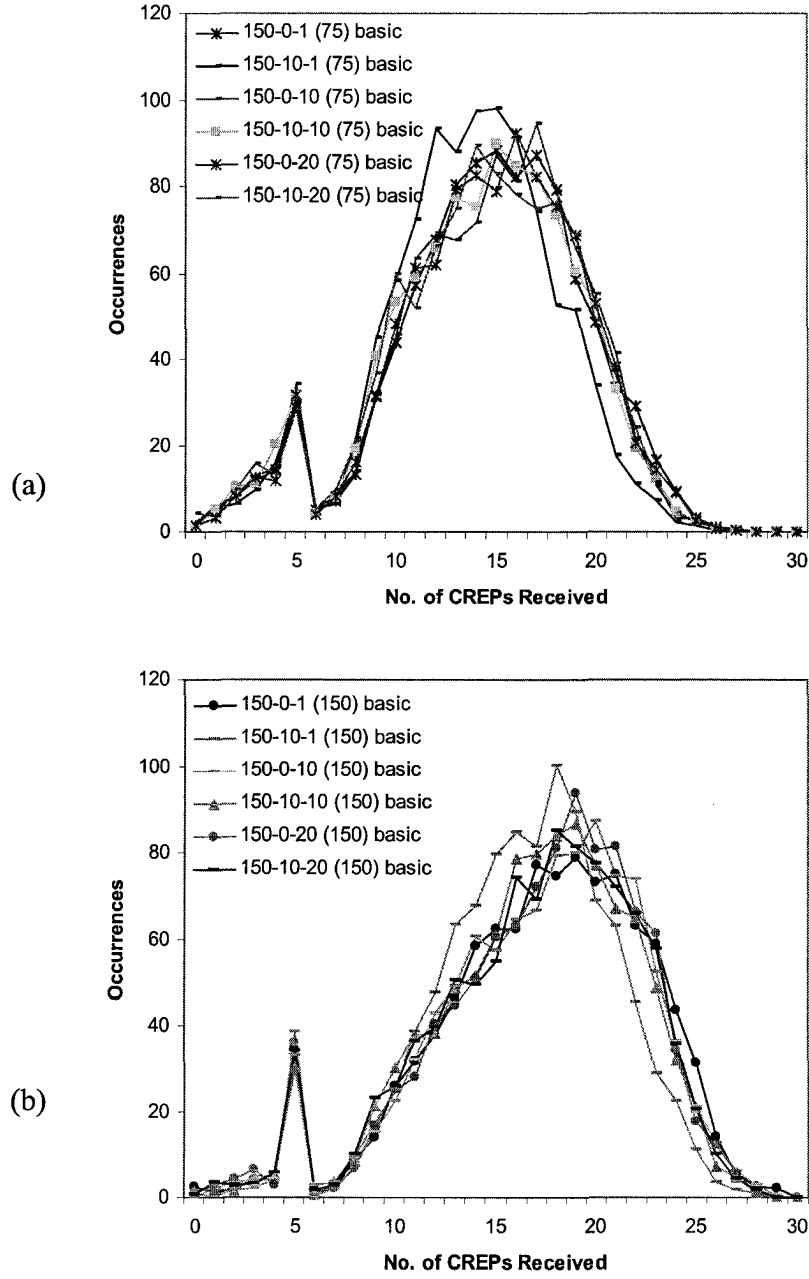 120
100
80
60
40
20
0
Occurrences
150-0-1 (75) basic
150-10-1 (75) basic
150-0-10 (75) basic
150-10-10 (75) basic
150-0-20 (75) basic
150-10-20 (75) basic
0 5 10 15 20 25 30
No. of CREPs Received
(a)
120
100
80
60
40
20
0
Occurrences
150-0-1 (150) basic
150-10-1 (150) basic
150-0-10 (150) basic
150-10-10 (150) basic
150-0-20 (150) basic
150-10-20 (150) basic
0 5 10 15 20 25 30
No. of CREPs Received
(b)